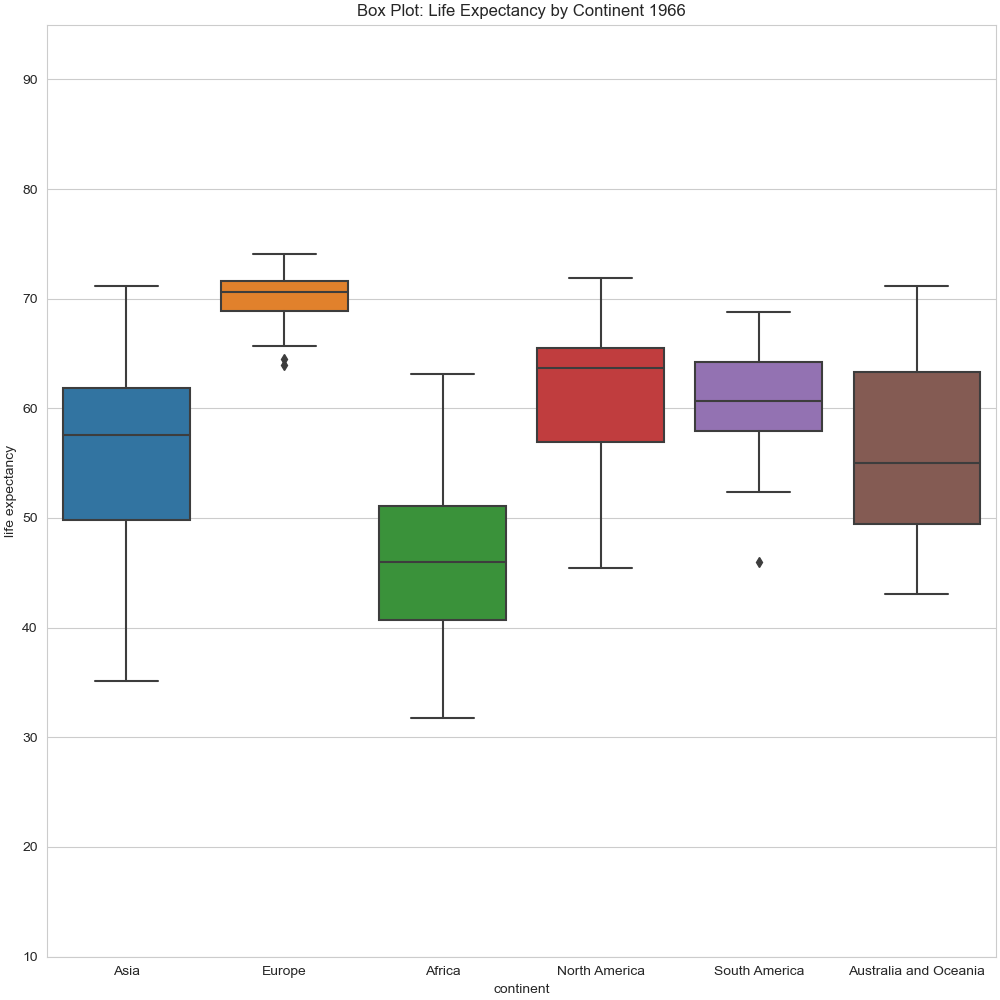 Box Plot: Life Expectancy by Continent 1966
life expectancy
90
80
70
60
50
40
30
20
10
Asia
Europe
Africa
North America
South America
Australia and Oceania
continent